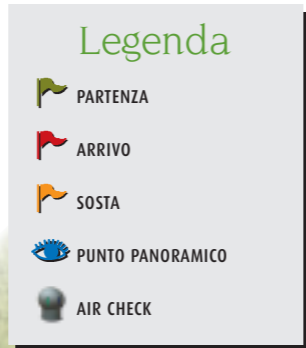 Legenda
PARTENZA
ARRIVO
SOSTA
PUNTO PANORAMICO
AIR CHECK